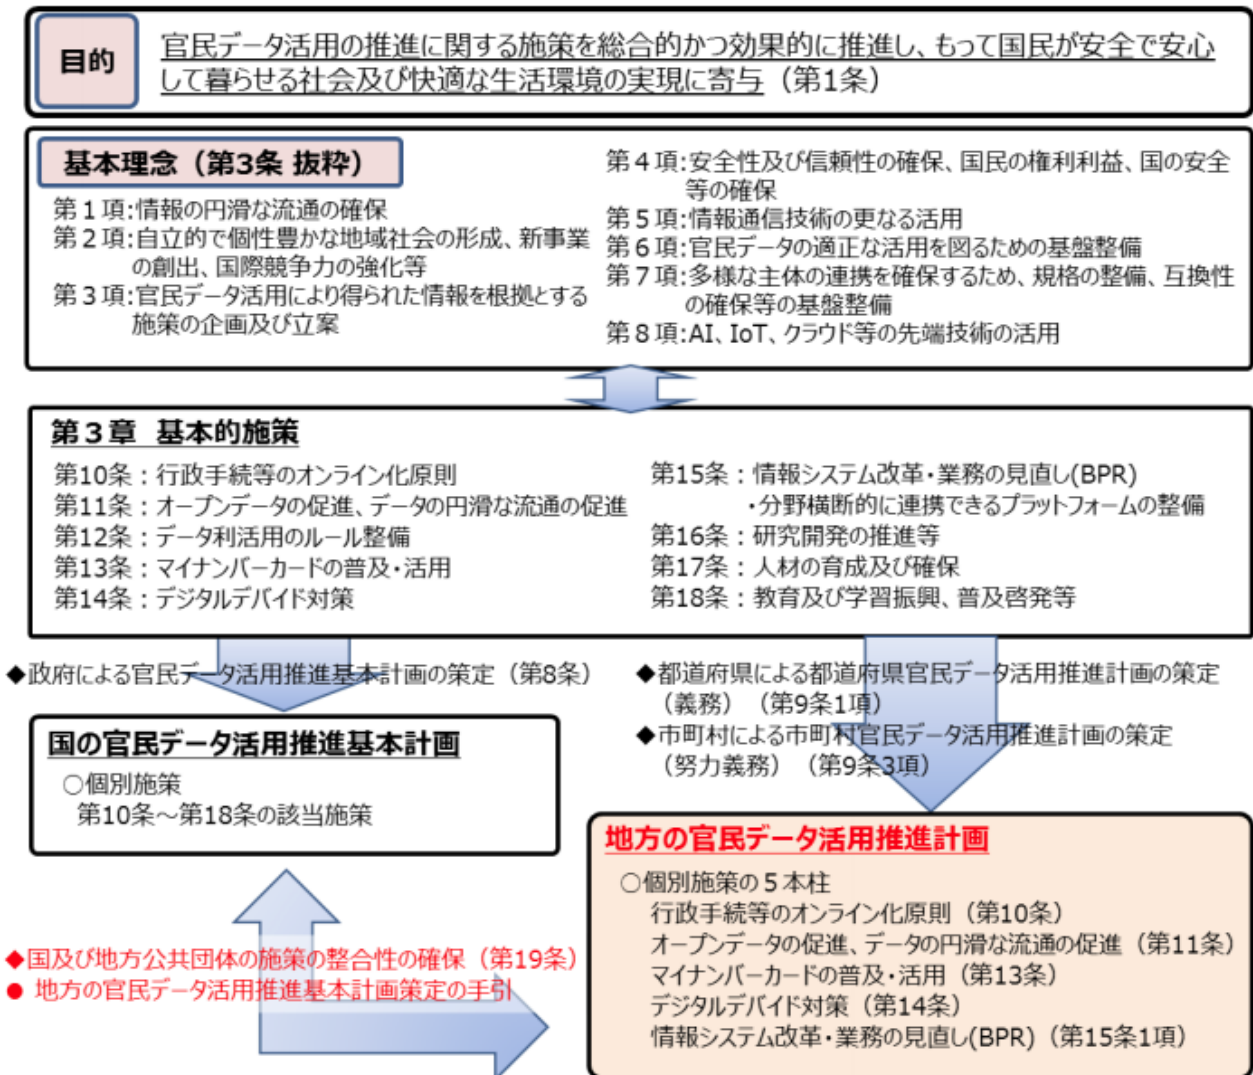 目的
官民データ活用の推進に関する施策を総合的かつ効果的に推進し、もって国民が安全で安心
して暮らせる社会及び快適な生活環境の実現に寄与（第1条）
基本理念（第3条 抜粋）
第１項:情報の円滑な流通の確保
第２項:自立的で個性豊かな地域社会の形成、新事業
の創出、国際競争力の強化等
第３項:官民データ活用により得られた情報を根拠とする
施策の企画及び立案
第４項:安全性及び信頼性の確保、国民の権利利益、国の安全
等の確保
第５項:情報通信技術の更なる活用
第６項:官民データの適正な活用を図るための基盤整備
第７項:多様な主体の連携を確保するため、規格の整備、互換性
の確保等の基盤整備
第８項:AI、IoT、クラウド等の先端技術の活用
第３章 基本的施策
第10条：行政手続等のオンライン化原則
第11条：オープンデータの促進、データの円滑な流通の促進
第12条：データ利活用のルール整備
第13条：マイナンバーカードの普及・活用
第14条：デジタルデバイド対策
第15条：情報システム改革・業務の見直し(BPR)
・分野横断的に連携できるプラットフォームの整備
第16条：研究開発の推進等
第17条：人材の育成及び確保
第18条：教育及び学習振興、普及啓発等
◆政府による官民データ活用推進基本計画の策定（第8条）
国の官民データ活用推進基本計画
○個別施策
第10条～第18条の該当施策
◆都道府県による都道府県官民データ活用推進計画の策定
（義務）（第9条1項）
◆市町村による市町村官民データ活用推進計画の策定
（努力義務）（第9条3項）
地方の官民データ活用推進計画
○個別施策の５本柱
行政手続等のオンライン化原則（第10条）
オープンデータの促進、データの円滑な流通の促進（第11条）
マイナンバーカードの普及・活用（第13条）
デジタルデバイド対策（第14条）
情報システム改革・業務の見直し(BPR)（第15条1項）
◆国及び地方公共団体の施策の整合性の確保（第19条）
● 地方の官民データ活用推進基本計画策定の手引